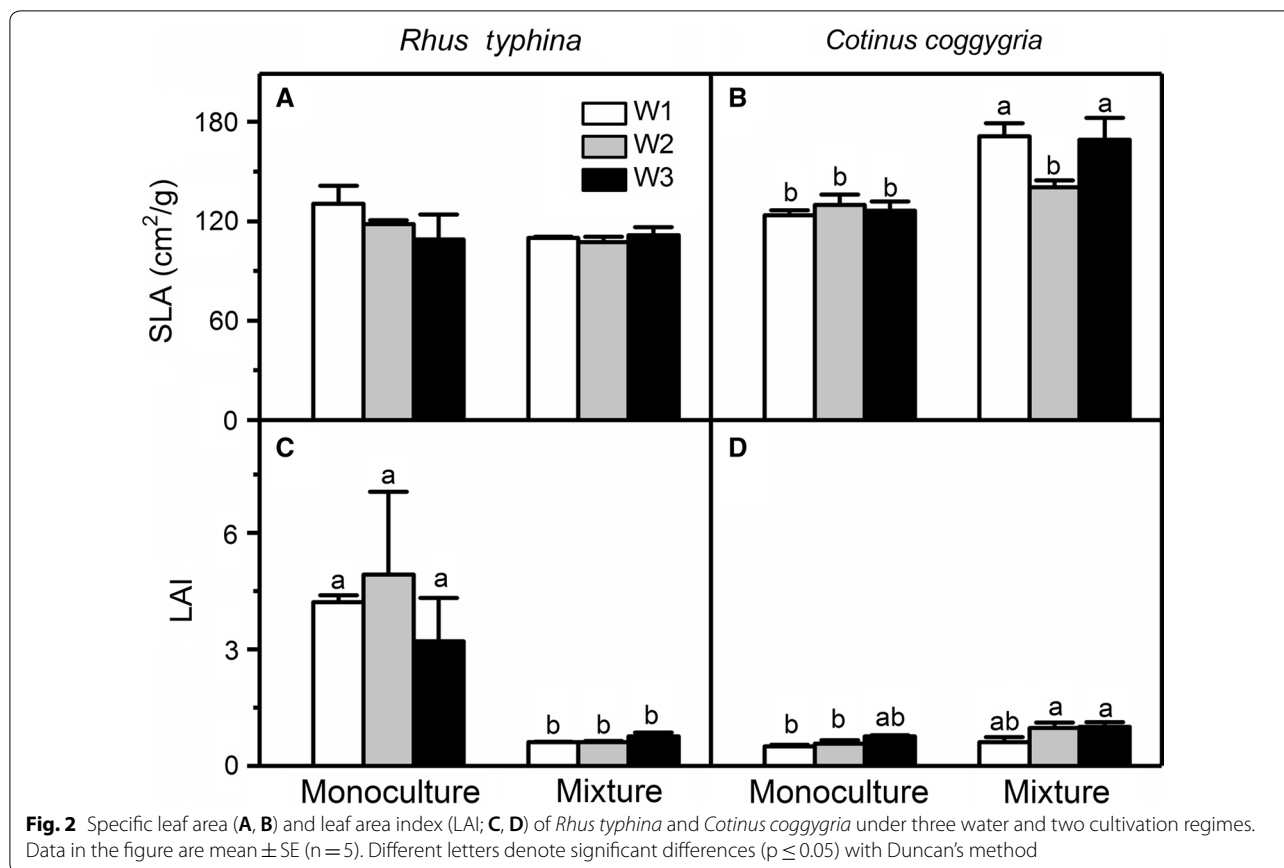 Rhus typhina
Cotinus coggygria
A
W1
W2
W3
B
a
a
b
b
b
b
180
120
60
0
SLA (cm²/g)
C
a
a
a
b
b
b
D
b
b
ab
ab
a
a
6
3
0
LAI
Monoculture
Mixture
Monoculture
Mixture
Fig. 2 Specific leaf area (A, B) and leaf area index (LAI; C, D) of Rhus typhina and Cotinus coggygria under three water and two cultivation regimes.
Data in the figure are mean ± SE (n = 5). Different letters denote significant differences (p ≤ 0.05) with Duncan's method